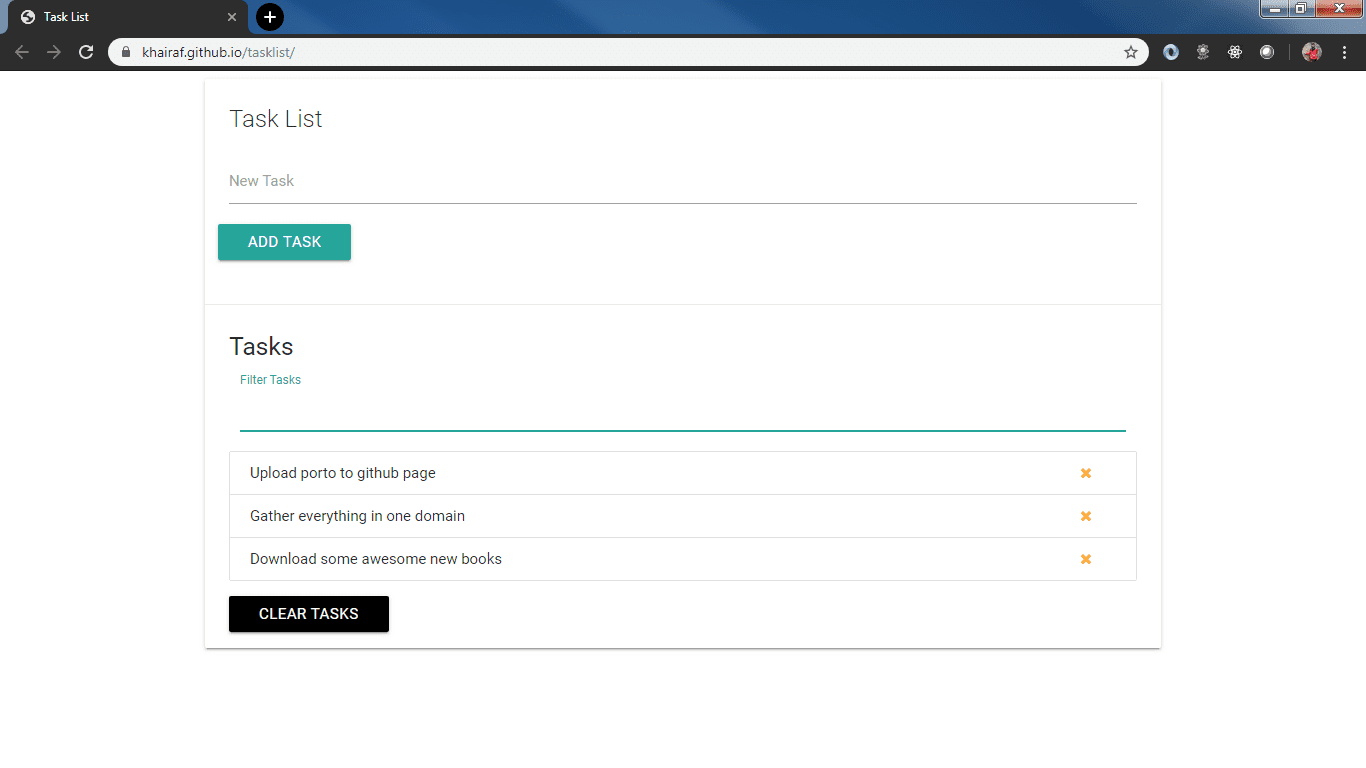 Task List
khairaf.github.io/tasklist/
Task List
New Task
ADD TASK
Tasks
Filter Tasks
Upload porto to github page
Gather everything in one domain
Download some awesome new books
CLEAR TASKS